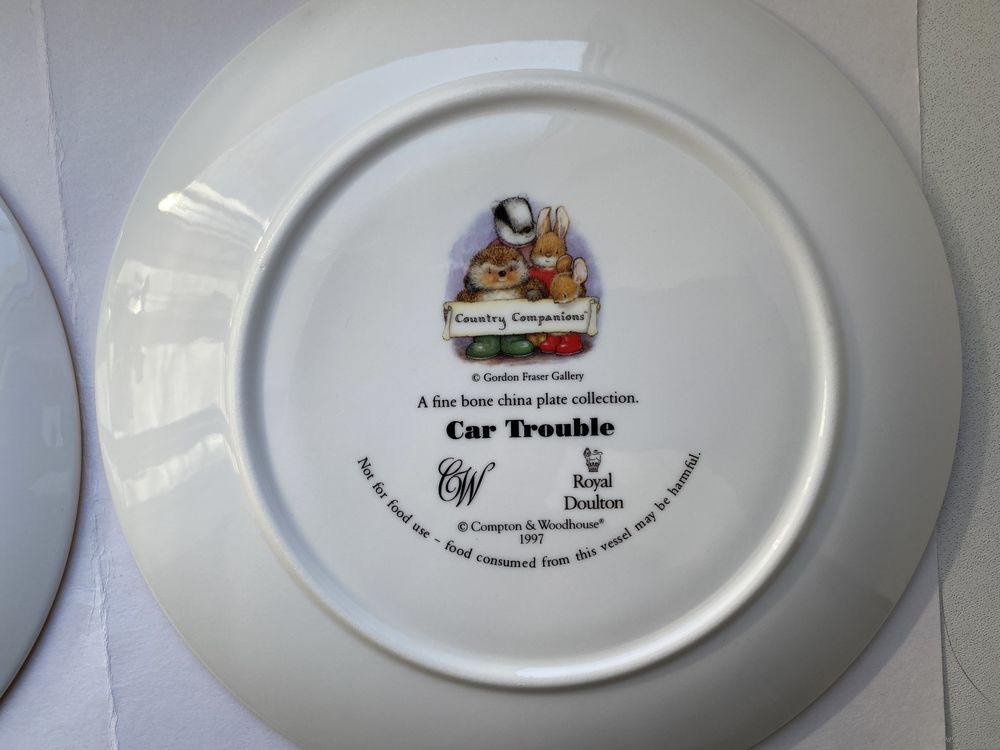 Country Companions™
© Gordon Fraser Gallery
A fine bone china plate collection.
Car Trouble
CW
Royal
Doulton
© Compton & Woodhouse®
1997
Not for food use – food consumed from this vessel may be harmful.